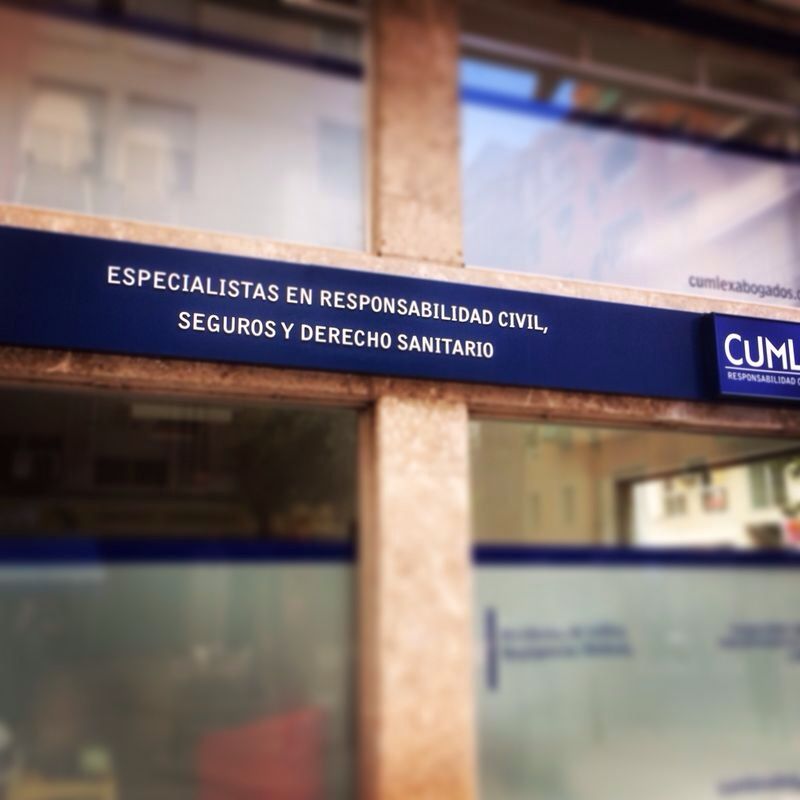 cumlexabogados.
ESPECIALISTAS EN RESPONSABILIDAD CIVIL,
SEGUROS Y DERECHO SANITARIO
CUML
RESPONSABILIDAD